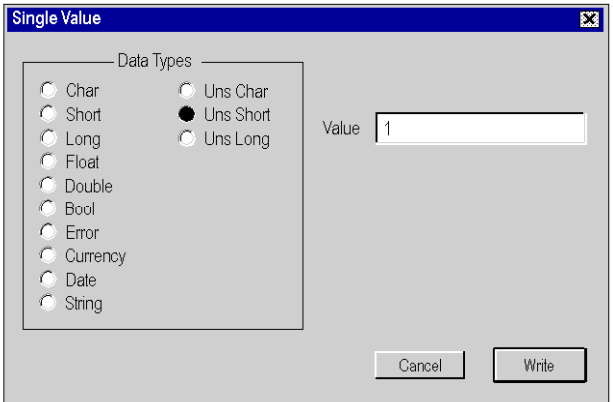 Single Value
Data Types
Char
Short
Long
Float
Double
Bool
Error
Currency
Date
String
Uns Char
Uns Short
Uns Long
Value 1
Cancel Write